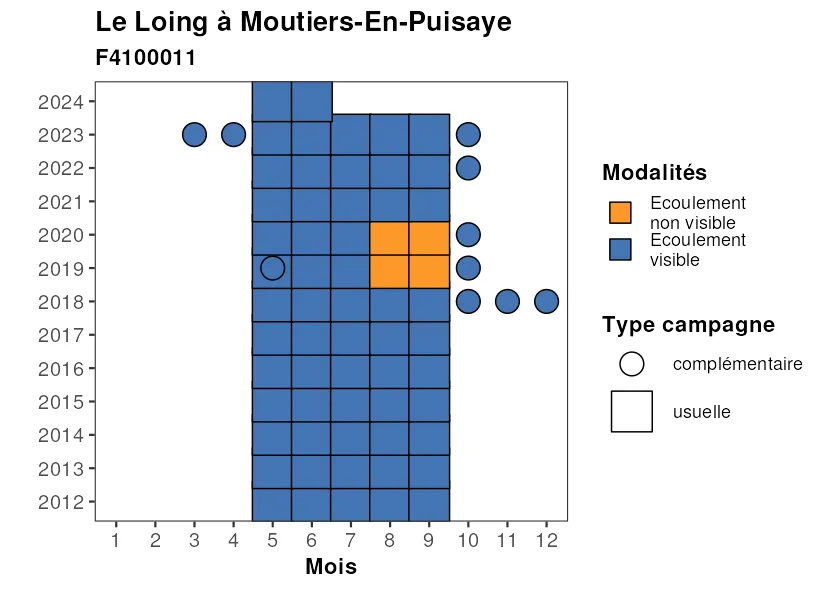 Le Loing à Moutiers-En-Puisaye
F4100011
2024
2023
2022
2021
2020
2019
2018
2017
2016
2015
2014
2013
2012
1 2 3 4 5 6 7 8 9 10 11 12
Mois
Modalités
Ecoulement
non visible
Ecoulement
visible
Type campagne
complémentaire
usuelle